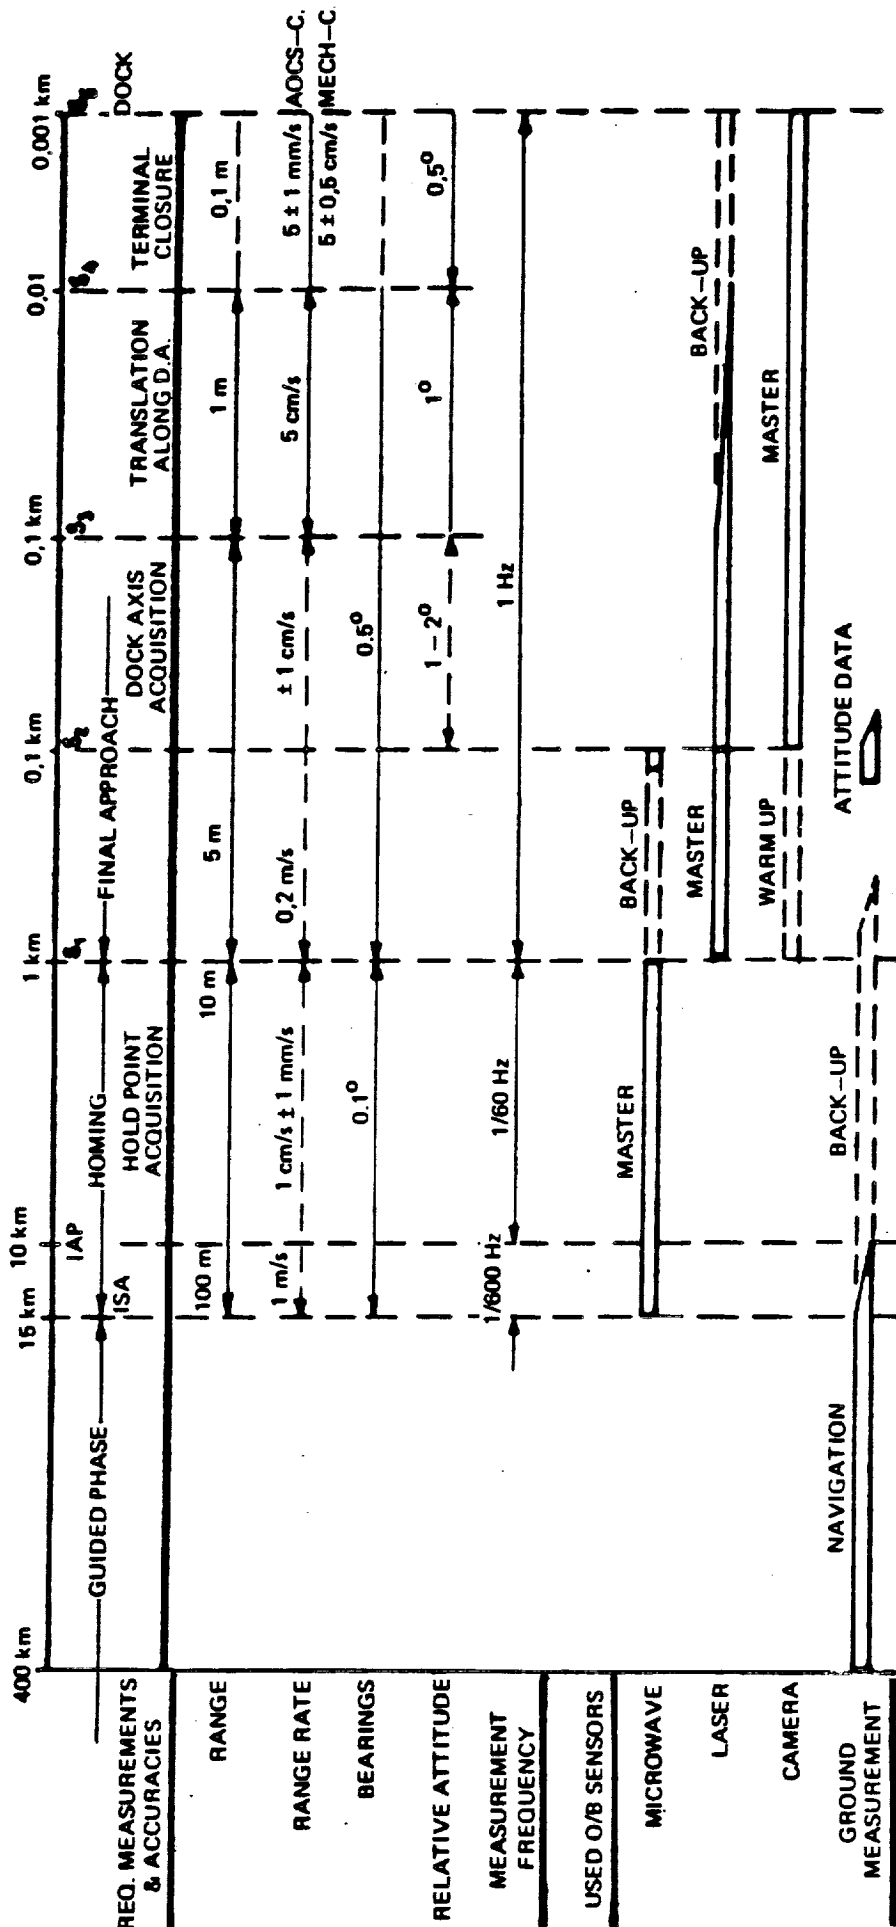 400 km
15 km
10 km
1 km
0,1 km
0,1 km
0,01
0,001 km
GUIDED PHASE
HOMING
FINAL APPROACH
ISA
IAP
S₁
S₂
S₃
S₄
DOCK
HOLD POINT
ACQUISITION
DOCK AXIS
ACQUISITION
TRANSLATION
ALONG D.A.
TERMINAL
CLOSURE
REQ. MEASUREMENTS
& ACCURACIES
RANGE
100 m
10 m
5 m
1 m
0,1 m
RANGE RATE
1 m/s
1 cm/s ± 1 mm/s
0,2 m/s
± 1 cm/s
5 cm/s
5 ± 1 mm/s AOCS-C.
5 ± 0,5 cm/s MECH-C.
BEARINGS
0.1°
0.5°
RELATIVE ATTITUDE
1 - 2°
1°
0,5°
MEASUREMENT
FREQUENCY
1/600 Hz
1/60 Hz
1 Hz
USED O/B SENSORS
MICROWAVE
MASTER
BACK-UP
LASER
MASTER
BACK-UP
CAMERA
WARM UP
MASTER
GROUND
MEASUREMENT
NAVIGATION
BACK-UP
ATTITUDE DATA